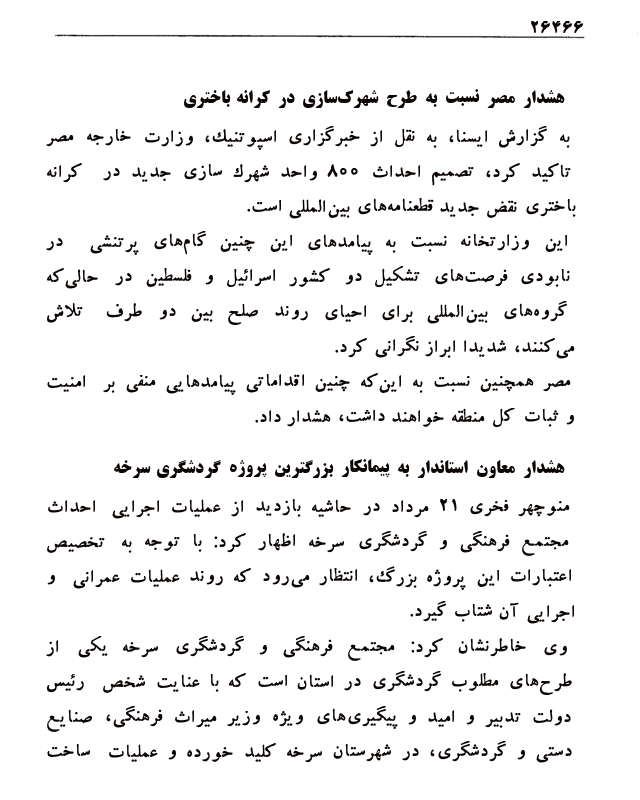 ۲۶۴۶۶
هشدار مصر نسبت به طرح شهرک‌سازی در کرانه باختری
به گزارش ایسنا، به نقل از خبرگزاری اسپوتنیك، وزارت خارجه مصر
تاکید کرد، تصمیم احداث ۸۰۰ واحد شهرك سازی جدید در کرانه
باختری نقض جدید قطعنامه‌های بین‌المللی است.
این وزارتخانه نسبت به پیامدهای این چنین گام‌های پرتنشی در
نابودی فرصت‌های تشکیل دو کشور اسرائیل و فلسطین در حالی‌که
گروه‌های بین‌المللی برای احیای روند صلح بین دو طرف تلاش
می‌کنند، شدیدا ابراز نگرانی کرد.
مصر همچنین نسبت به این‌که چنین اقداماتی پیامدهایی منفی بر امنیت
و ثبات کل منطقه خواهند داشت، هشدار داد.
هشدار معاون استاندار به پیمانکار بزرگترین پروژه گردشگری سرخه
منوچهر فخری ۲۱ مرداد در حاشیه بازدید از عملیات اجرایی احداث
مجتمع فرهنگی و گردشگری سرخه اظهار کرد: با توجه به تخصیص
اعتبارات این پروژه بزرگ، انتظار می‌رود که روند عملیات عمرانی و
اجرایی آن شتاب گیرد.
وی خاطرنشان کرد: مجتمع فرهنگی و گردشگری سرخه یکی از
طرح‌های مطلوب گردشگری در استان است که با عنایت شخص رئیس
دولت تدبیر و امید و پیگیری‌های ویژه وزیر میراث فرهنگی، صنایع
دستی و گردشگری، در شهرستان سرخه کلید خورده و عملیات ساخت